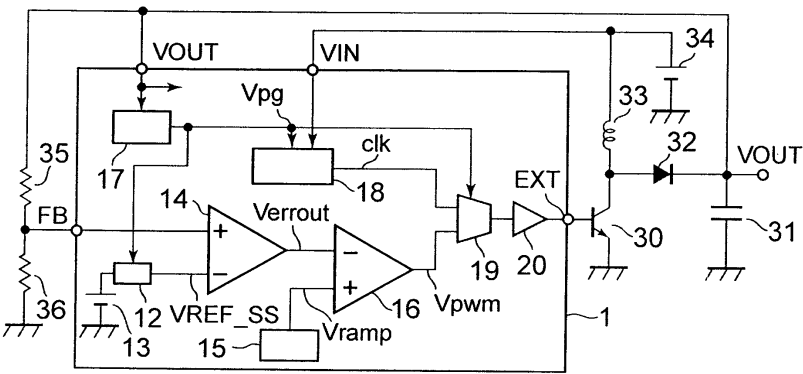 VOUT
VIN
34
Vpg
33
32
35
17
clk
VOUT
18
EXT
FB
14
Verrout
+
−
30
31
19
20
−
+
36
12
VREF_SS
16
Vpwm
13
15
Vramp
1